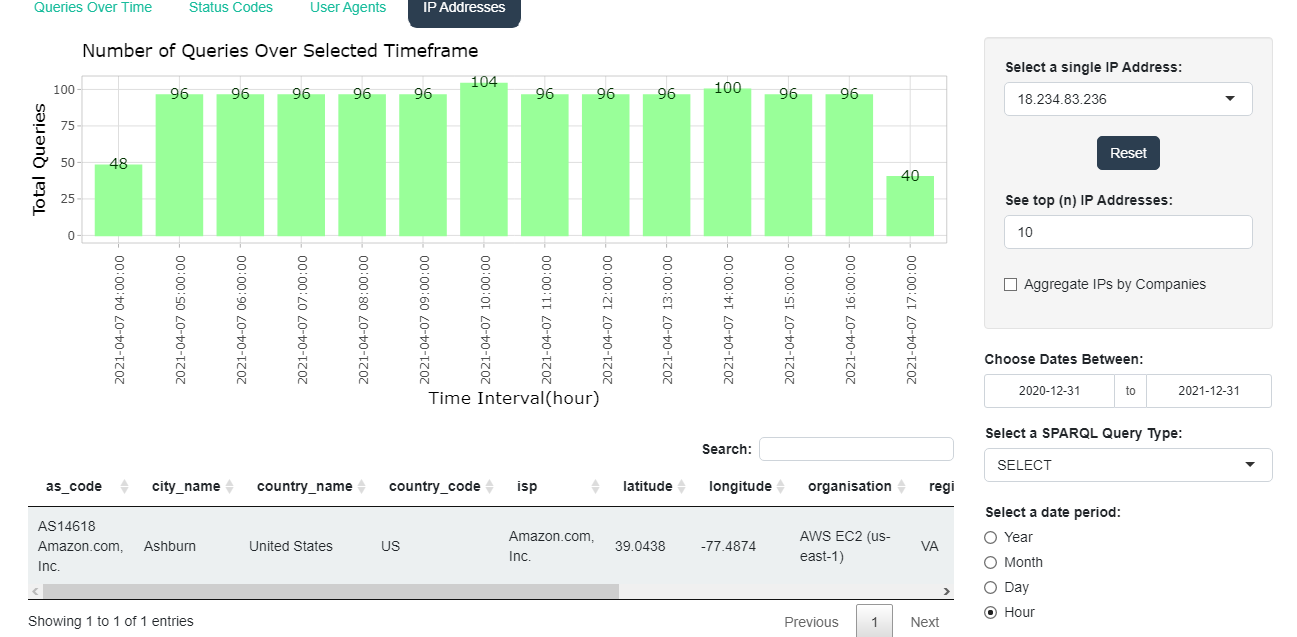 Queries Over Time Status Codes User Agents IP Addresses
Number of Queries Over Selected Timeframe
Total Queries
100
75
50
25
0
48 96 96 96 96 96 104 96 96 96 100 96 96 40
2021-04-07 04:00:00
2021-04-07 05:00:00
2021-04-07 06:00:00
2021-04-07 07:00:00
2021-04-07 08:00:00
2021-04-07 09:00:00
2021-04-07 10:00:00
2021-04-07 11:00:00
2021-04-07 12:00:00
2021-04-07 13:00:00
2021-04-07 14:00:00
2021-04-07 15:00:00
2021-04-07 16:00:00
2021-04-07 17:00:00
Time Interval(hour)
Search:
as_code city_name country_name country_code isp latitude longitude organisation regi
AS14618
Amazon.com,
Inc.
Ashburn
United States
US
Amazon.com,
Inc.
39.0438
-77.4874
AWS EC2 (us-
east-1)
VA
Showing 1 to 1 of 1 entries
Previous 1 Next
Select a single IP Address:
18.234.83.236
Reset
See top (n) IP Addresses:
10
Aggregate IPs by Companies
Choose Dates Between:
2020-12-31 to 2021-12-31
Select a SPARQL Query Type:
SELECT
Select a date period:
Year
Month
Day
Hour